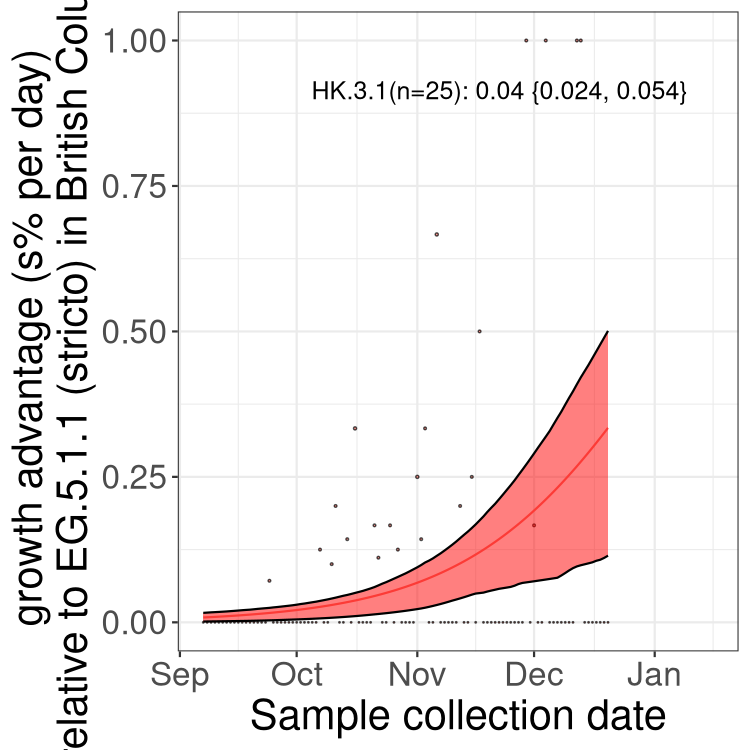 growth advantage (s% per day)
relative to EG.5.1.1 (stricto) in British Colu
1.00
0.75
0.50
0.25
0.00
HK.3.1(n=25): 0.04 {0.024, 0.054}
Sep Oct Nov Dec Jan
Sample collection date